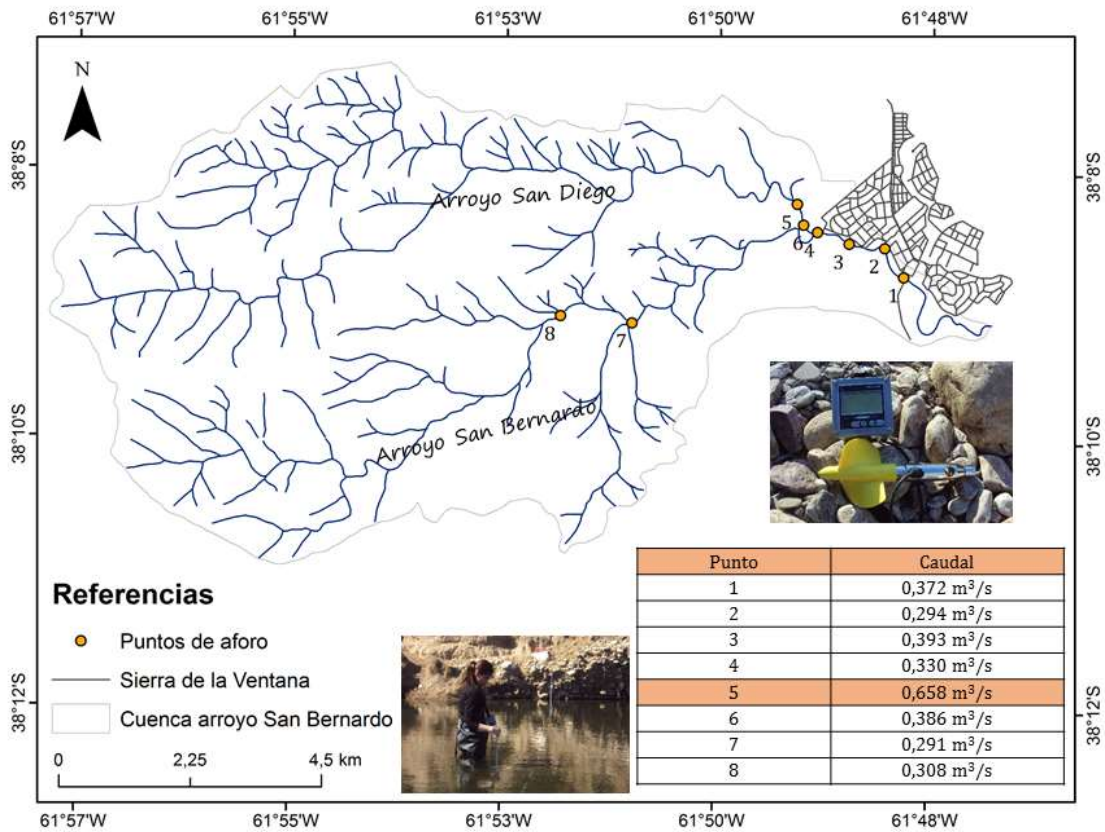 61°57'W 61°55'W 61°53'W 61°50'W 61°48'W
N
38°8'S 38°8'S
Arroyo San Diego
5
6 4
3 2
1
8 7
Arroyo San Bernardo
38°10'S 38°10'S
Punto Caudal
1 0,372 m³/s
2 0,294 m³/s
3 0,393 m³/s
4 0,330 m³/s
5 0,658 m³/s
6 0,386 m³/s
7 0,291 m³/s
8 0,308 m³/s
Referencias
Puntos de aforo
Sierra de la Ventana
Cuenca arroyo San Bernardo
0 2,25 4,5 km
38°12'S 38°12'S
61°57'W 61°55'W 61°53'W 61°50'W 61°48'W